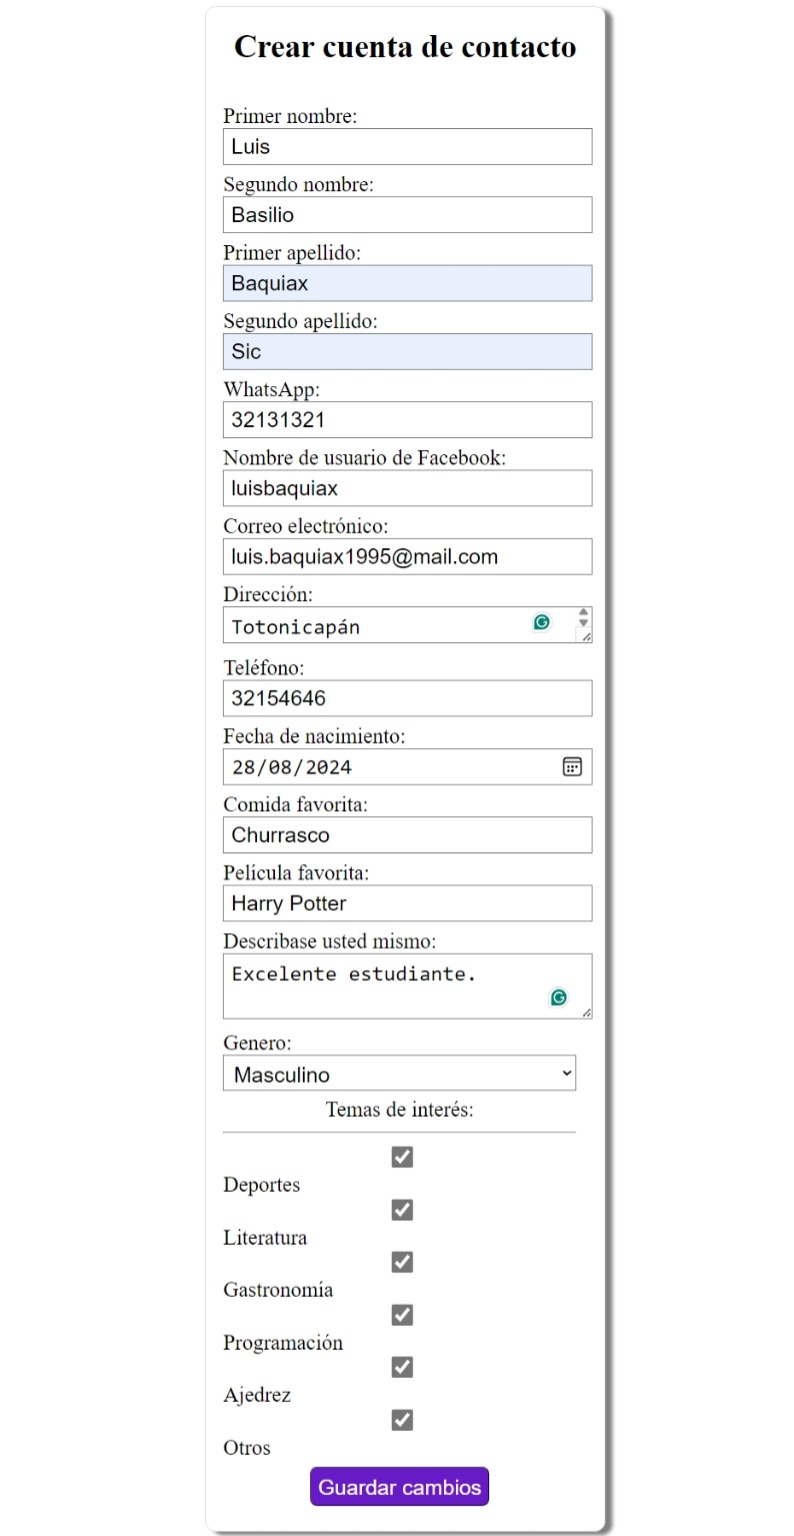 Crear cuenta de contacto
Primer nombre:
Luis
Segundo nombre:
Basilio
Primer apellido:
Baquiax
Segundo apellido:
Sic
WhatsApp:
32131321
Nombre de usuario de Facebook:
luisbaquiax
Correo electrónico:
luis.baquiax1995@mail.com
Dirección:
Totonicapán
Teléfono:
32154646
Fecha de nacimiento:
28/08/2024
Comida favorita:
Churrasco
Película favorita:
Harry Potter
Describase usted mismo:
Excelente estudiante.
Genero:
Masculino
Temas de interés:
Deportes
Literatura
Gastronomía
Programación
Ajedrez
Otros
Guardar cambios